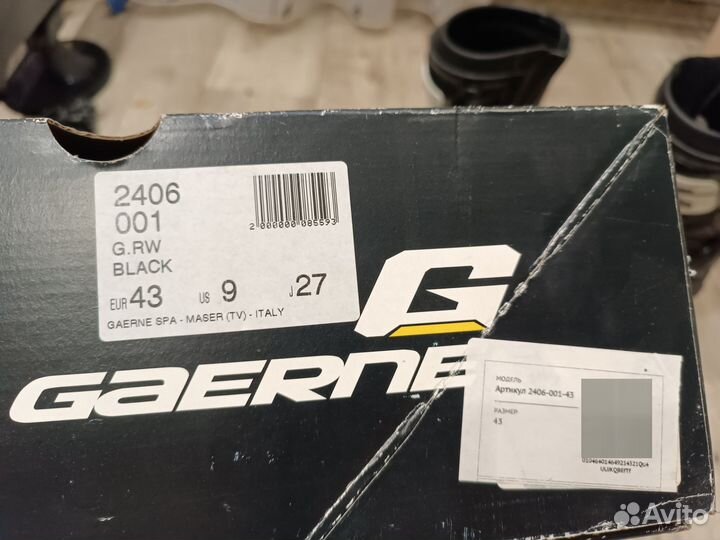 2406
001
G.RW
BLACK
EUR 43 US 9 J 27
GAERNE SPA - MASER (TV) - ITALY
2 000000 085593
G
GAERNE
МОДЕЛЬ
Артикул 2406-001-43
РАЗМЕР
43
Avito